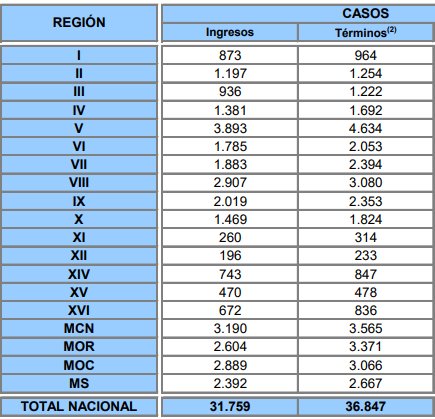 REGIÓN CASOS
Ingresos Términos(2)
I 873 964
II 1.197 1.254
III 936 1.222
IV 1.381 1.692
V 3.893 4.634
VI 1.785 2.053
VII 1.883 2.394
VIII 2.907 3.080
IX 2.019 2.353
X 1.469 1.824
XI 260 314
XII 196 233
XIV 743 847
XV 470 478
XVI 672 836
MCN 3.190 3.565
MOR 2.604 3.371
MOC 2.889 3.066
MS 2.392 2.667
TOTAL NACIONAL 31.759 36.847